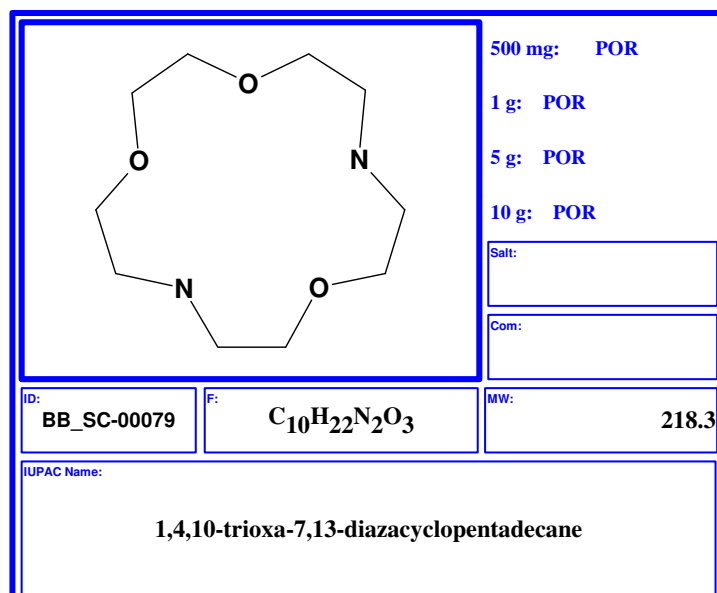 500 mg: POR
O
1 g: POR
O
N
5 g: POR
10 g: POR
N
O
Salt:
Com:
ID:
BB_SC-00079
F:
C10H22N2O3
MW:
218.3
IUPAC Name:
1,4,10-trioxa-7,13-diazacyclopentadecane